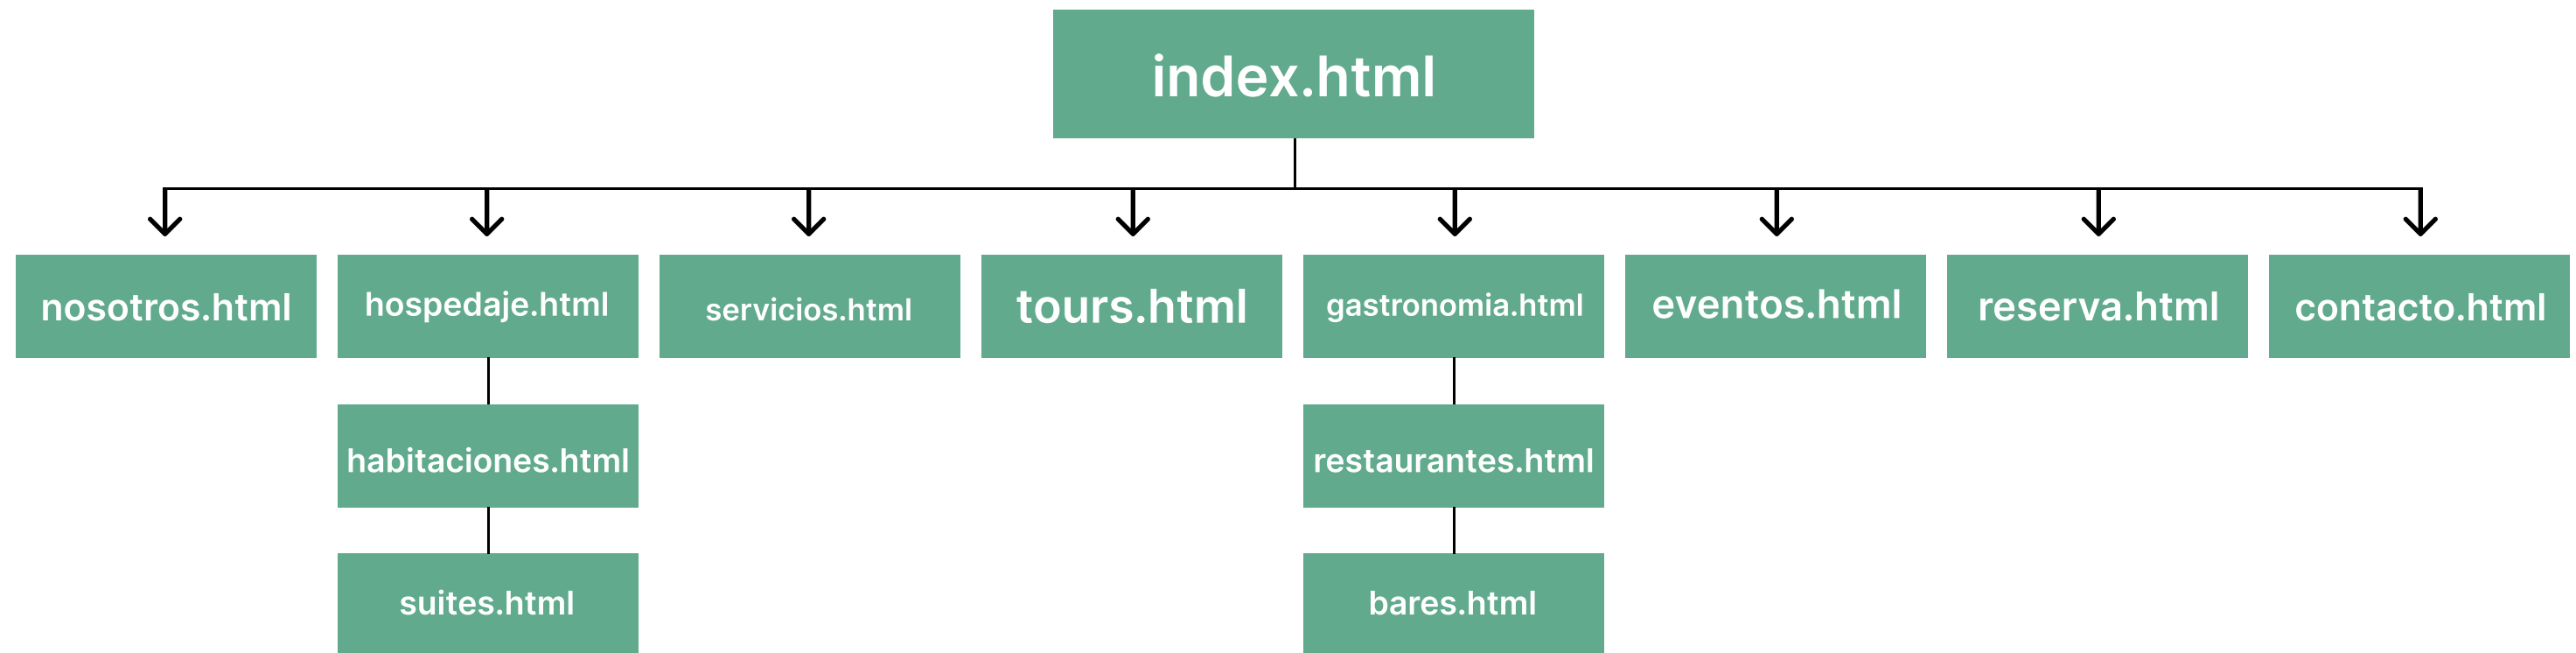 index.html
nosotros.html
hospedaje.html
servicios.html
tours.html
gastronomia.html
eventos.html
reserva.html
contacto.html
habitaciones.html
restaurantes.html
suites.html
bares.html